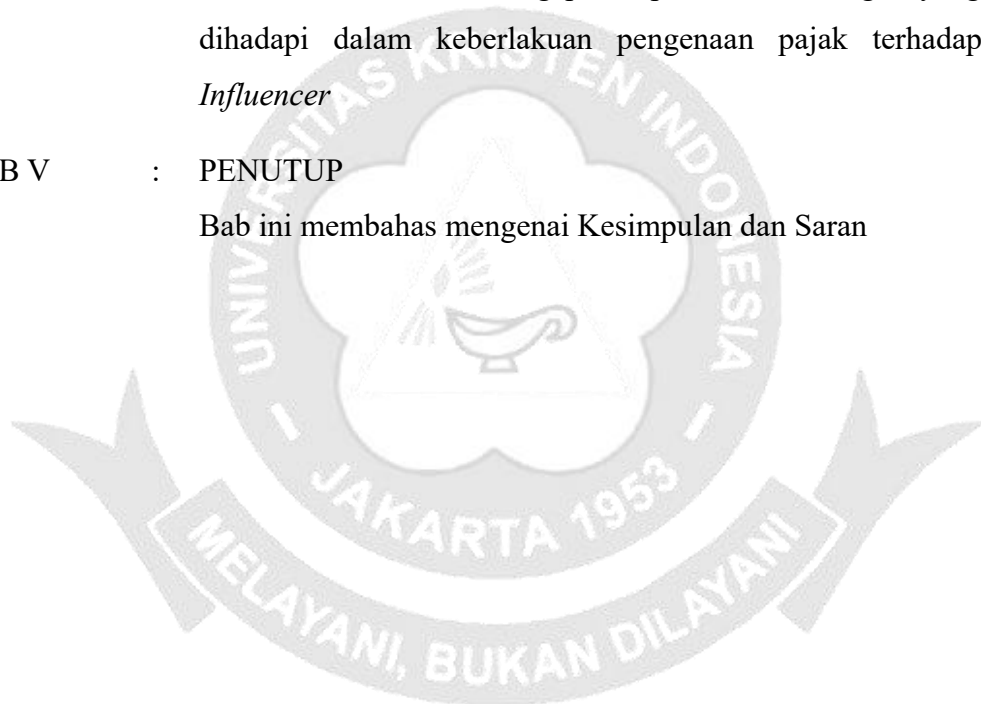 dihadapi dalam keberlakuan pengenaan pajak terhadap
Influencer
B V : PENUTUP
Bab ini membahas mengenai Kesimpulan dan Saran
UNIVERSITAS KRISTEN INDONESIA
- JAKARTA 1953 -
MELAYANI, BUKAN DILAYANI